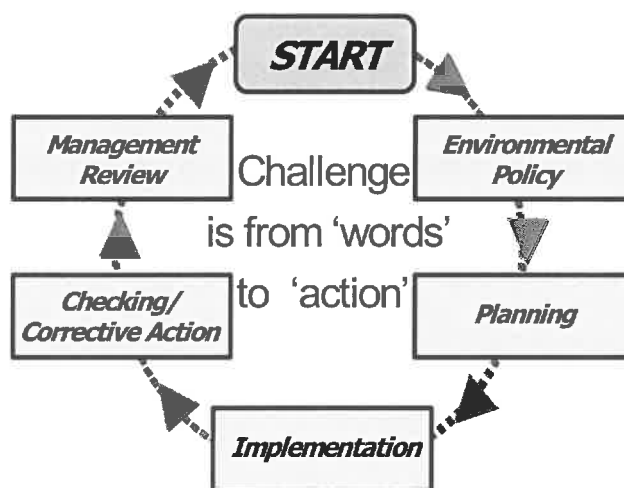 START
Environmental
Policy
Planning
Implementation
Checking/
Corrective Action
Management
Review
Challenge
is from ‘words’
to ‘action’